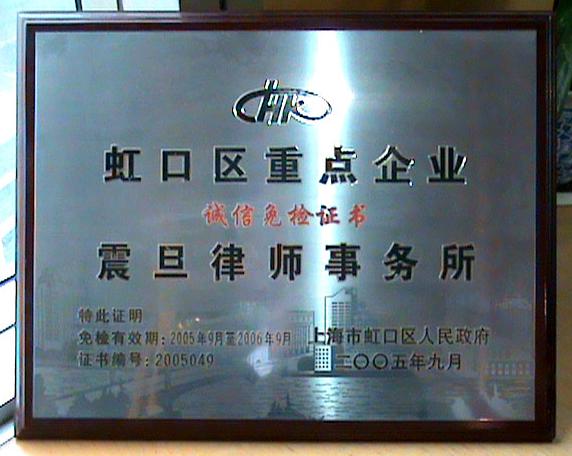 虹口区重点企业
诚信免检证书
震旦律师事务所
特此证明
免检有效期：2005年9月至2006年9月
证书编号：2005049
上海市虹口区人民政府
二〇〇五年九月